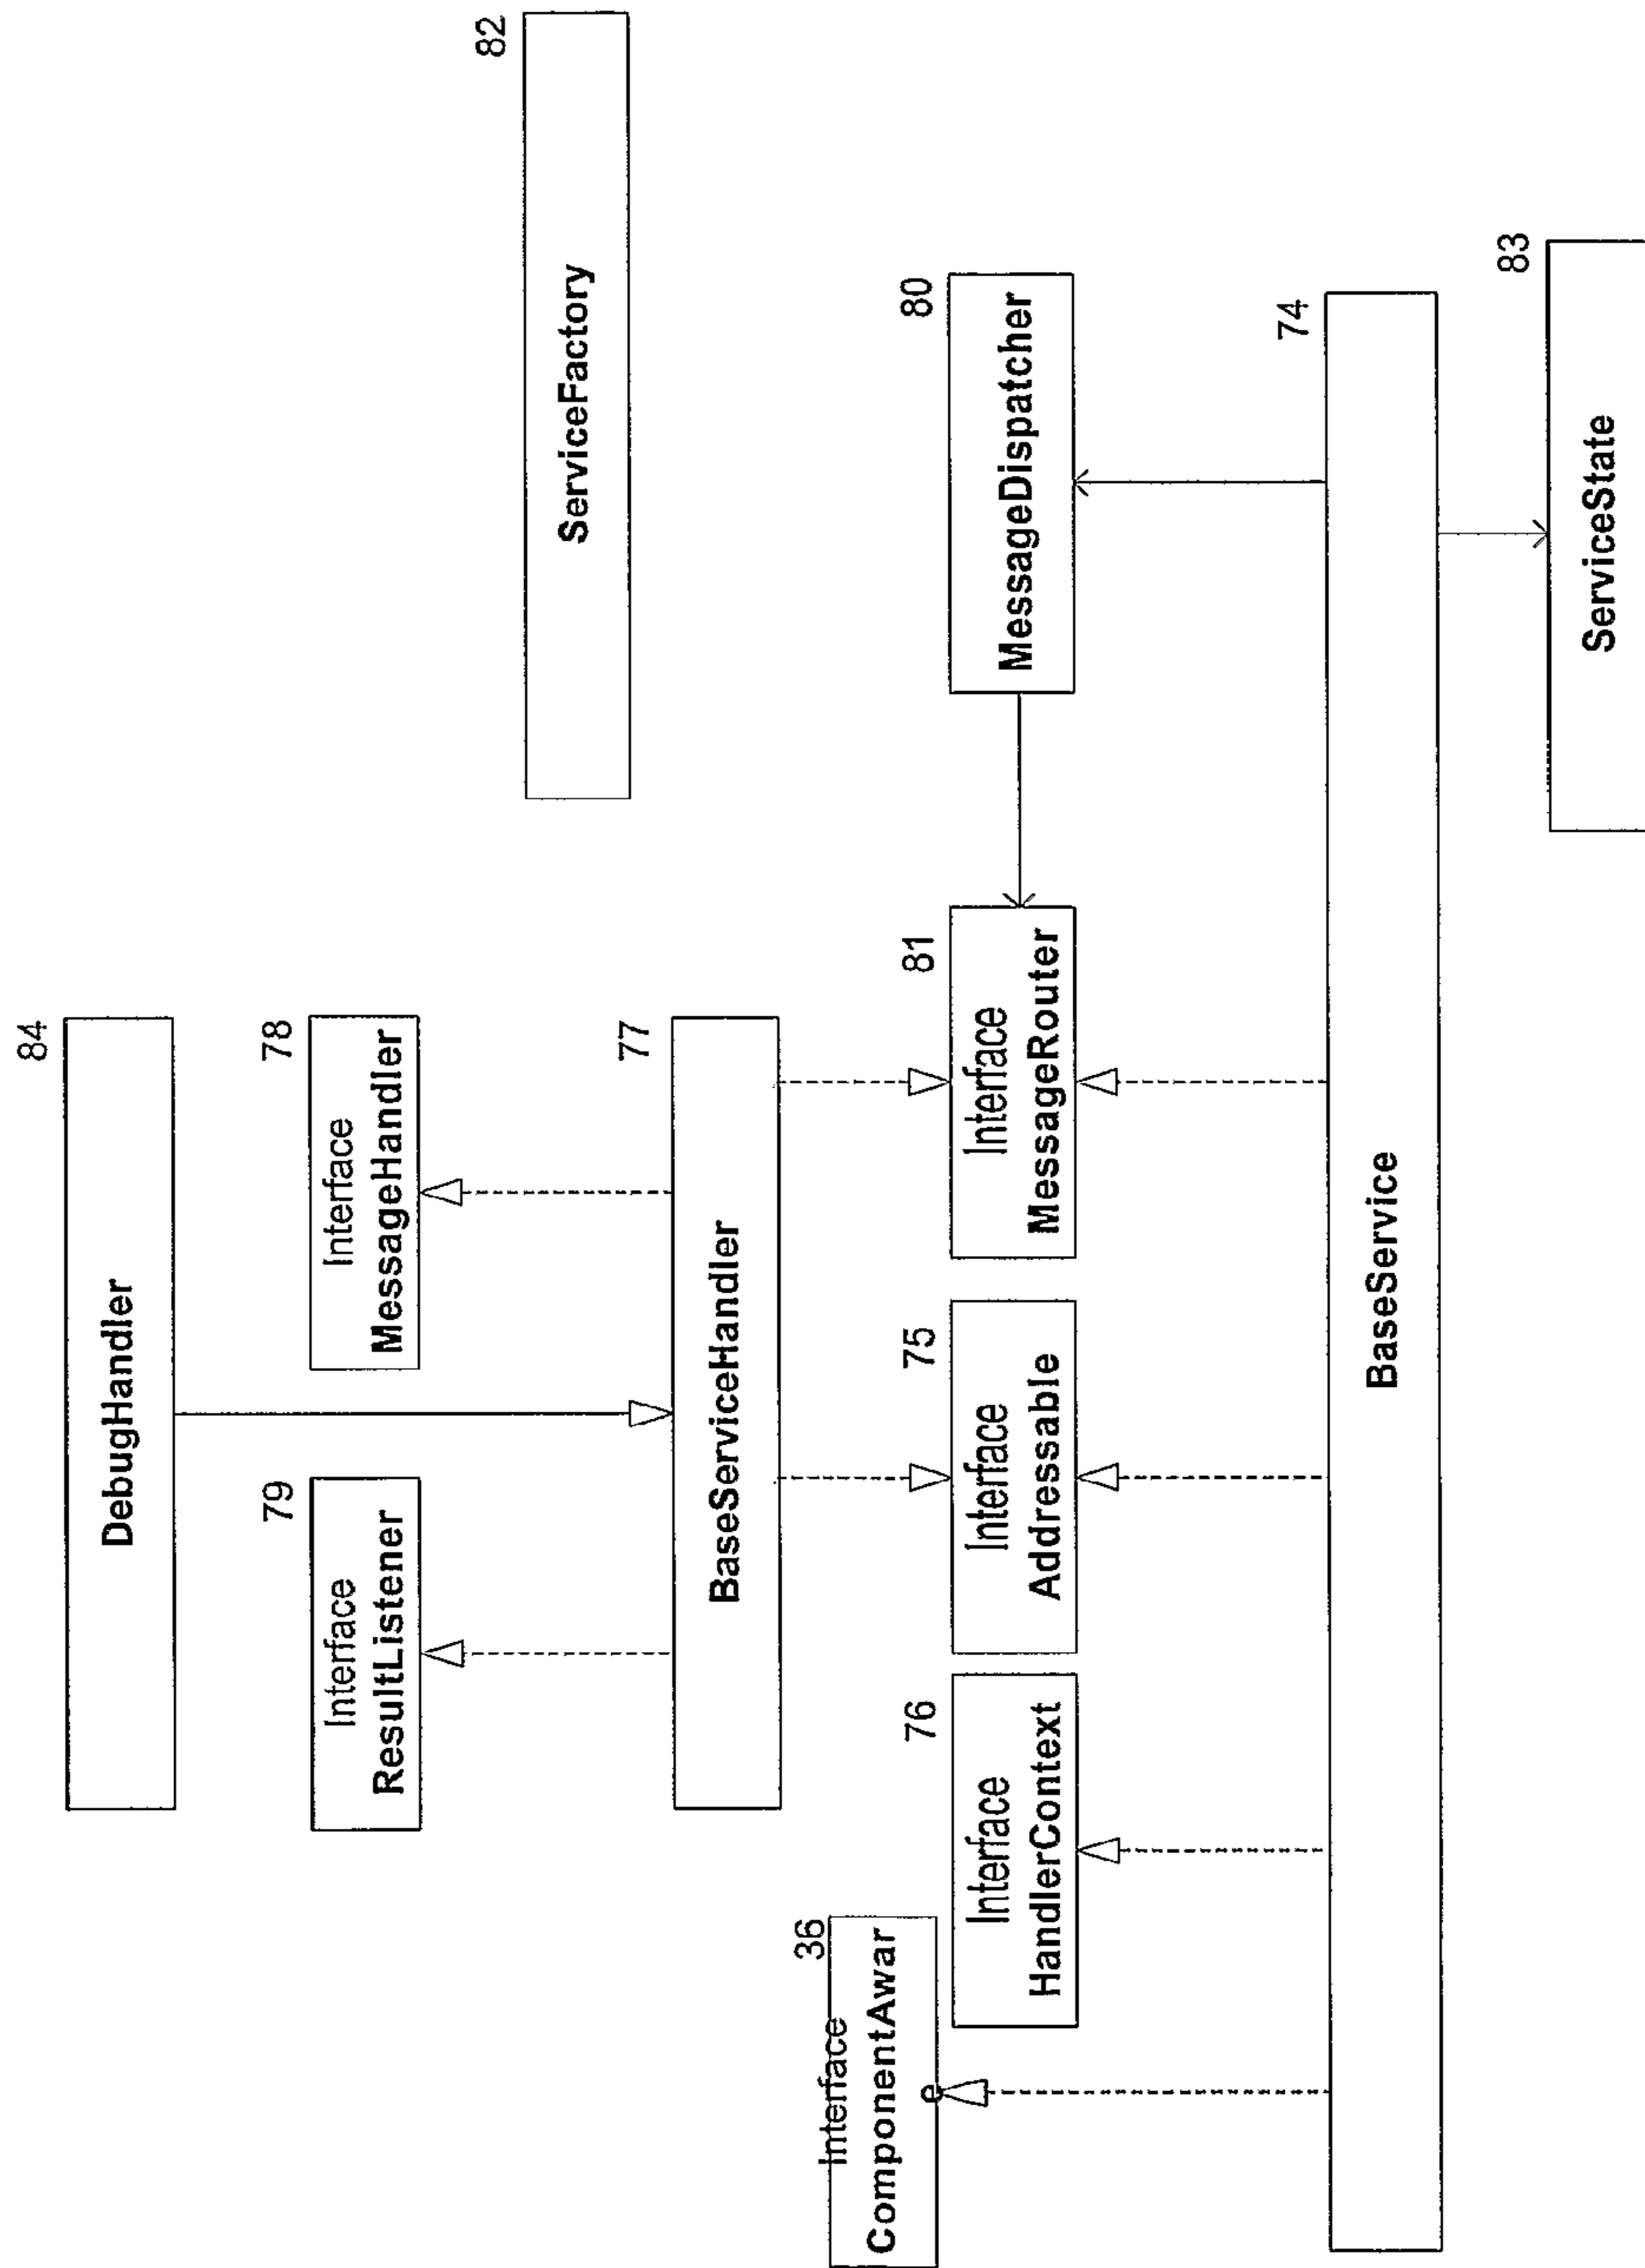 84
DebugHandler
79
Interface
ResultListener
78
Interface
MessageHandler
82
ServiceFactory
77
BaseServiceHandler
36
Interface
ComponentAwar
e
76
Interface
HandlerContext
75
Interface
Addressable
81
Interface
MessageRouter
80
MessageDispatcher
74
BaseService
83
ServiceState